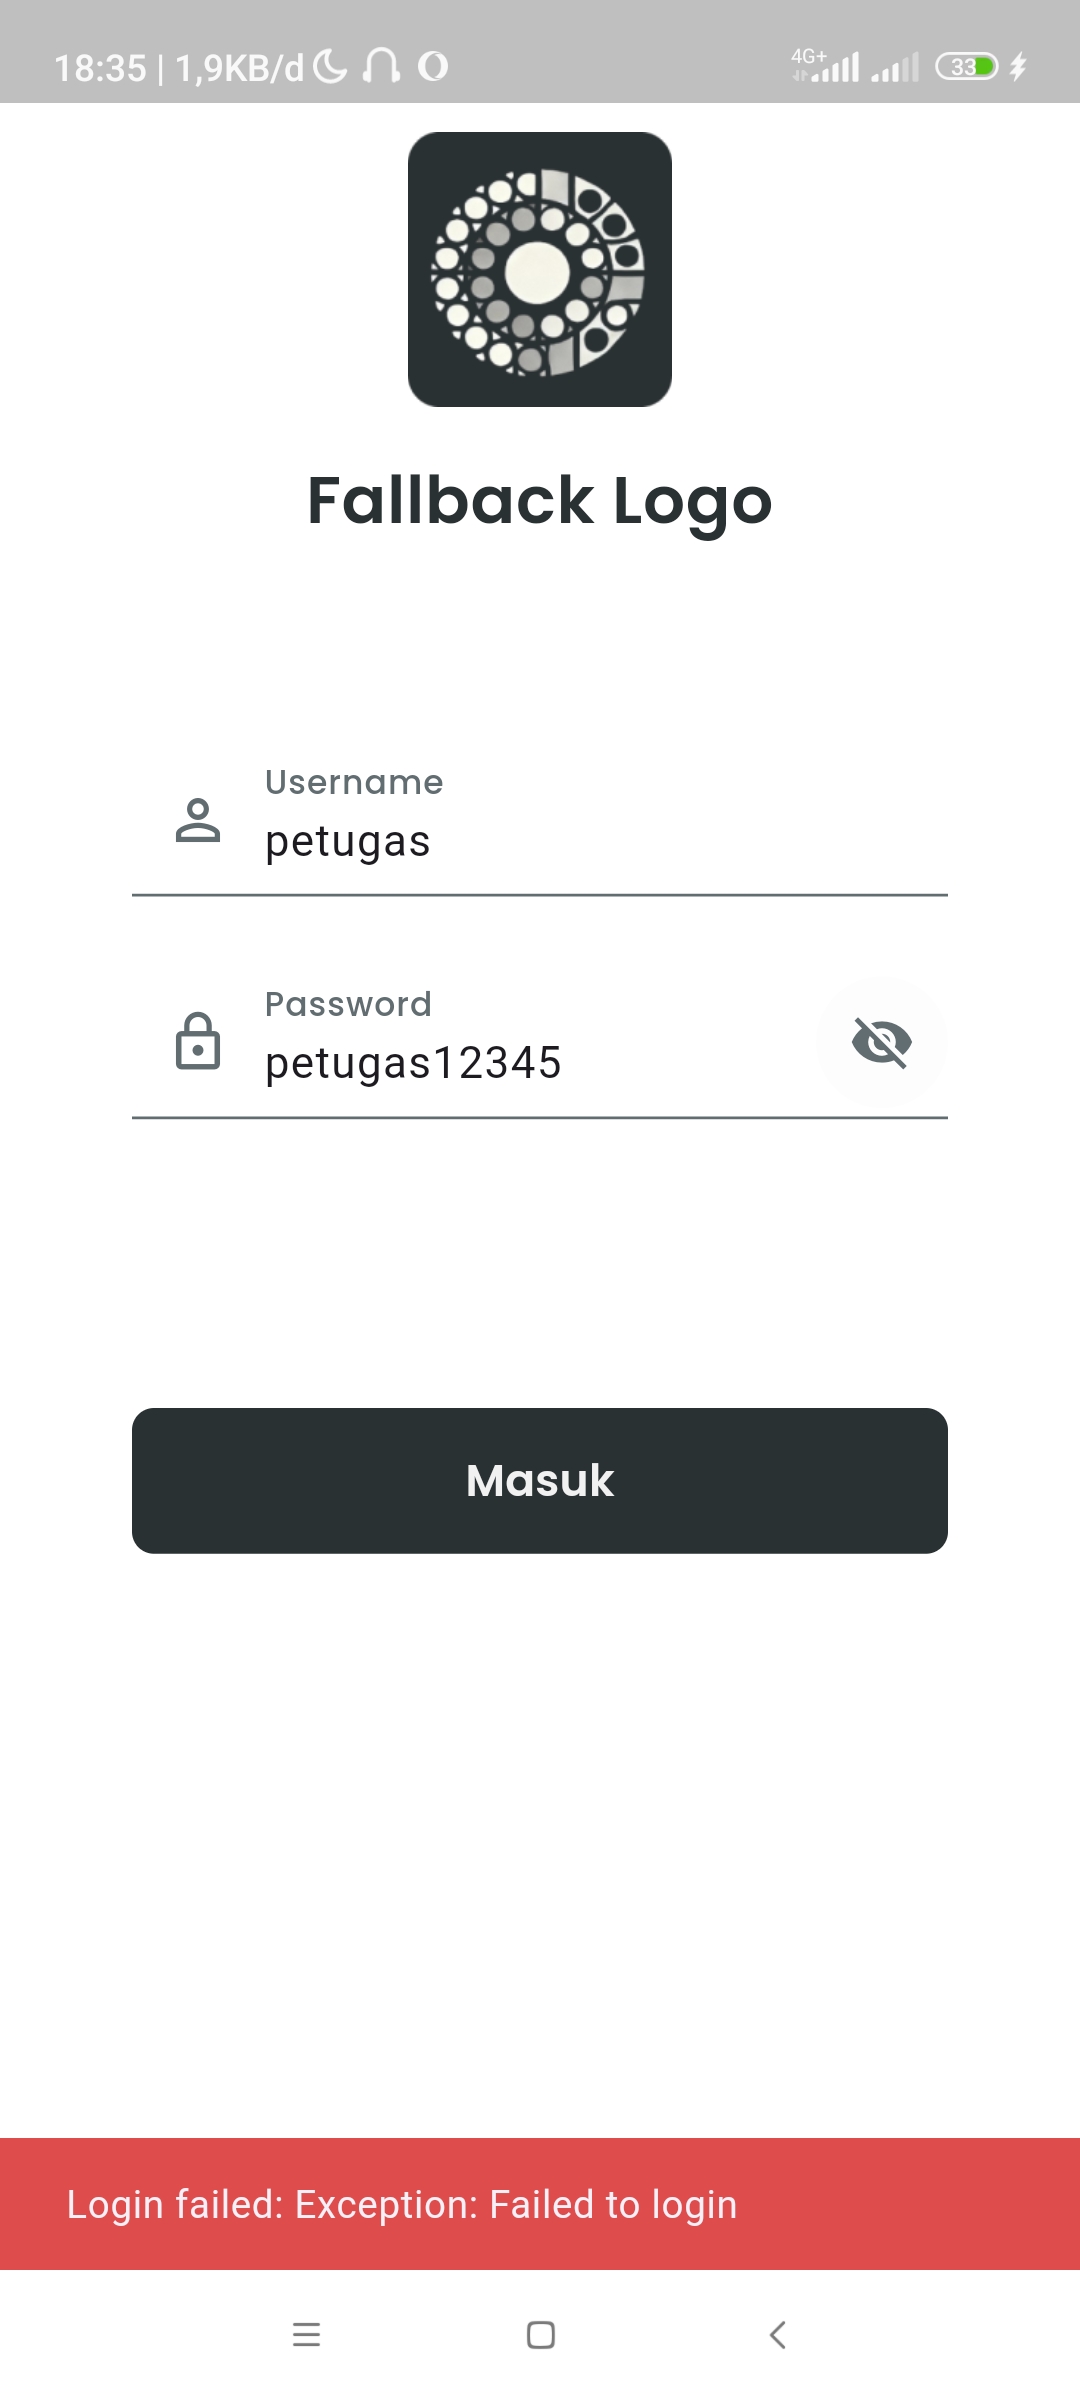 18:35 | 1,9KB/d
4G+
33
Fallback Logo
Username
petugas
Password
petugas12345
Masuk
Login failed: Exception: Failed to login